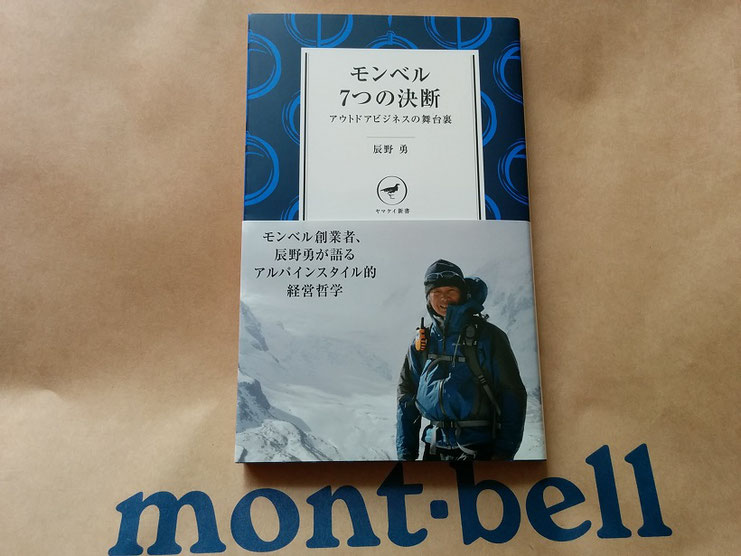 モンベル
7つの決断
アウトドアビジネスの舞台裏
辰野 勇
ヤマケイ新書
モンベル創業者、
辰野勇が語る
アルパインスタイル的
経営哲学
mont-bell